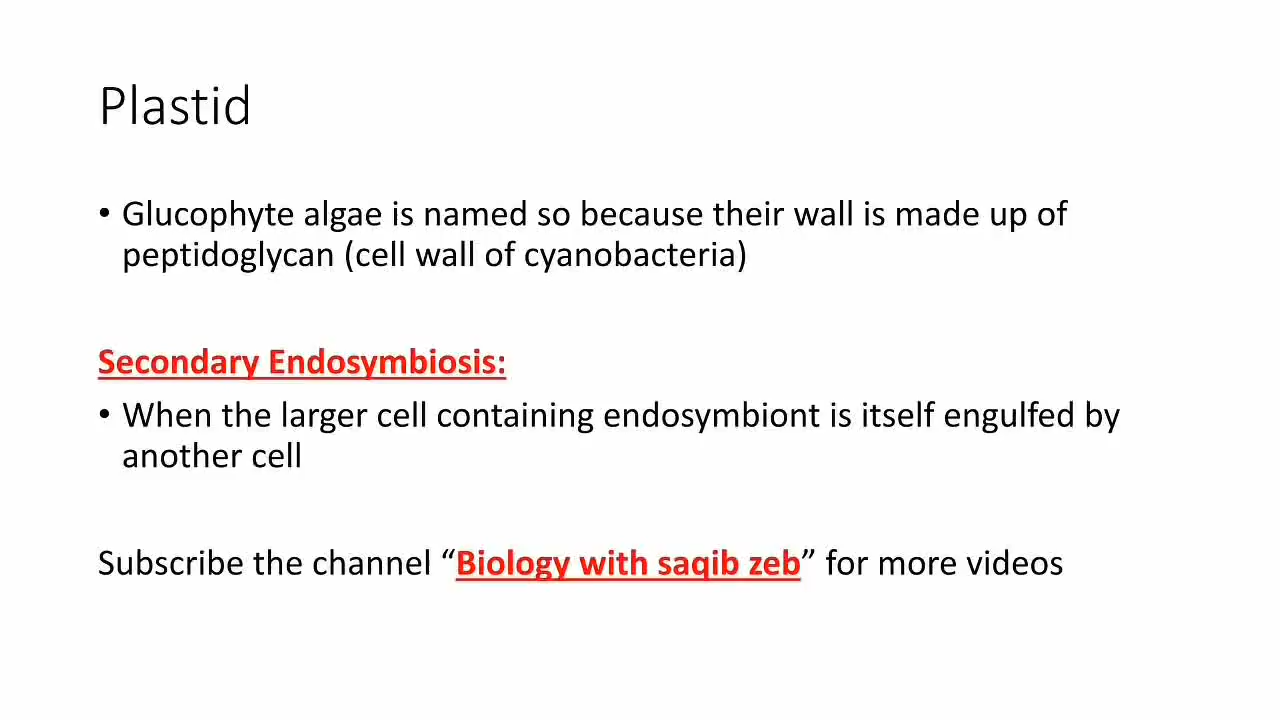 Plastid
• Glucophyte algae is named so because their wall is made up of
peptidoglycan (cell wall of cyanobacteria)
Secondary Endosymbiosis:
• When the larger cell containing endosymbiont is itself engulfed by
another cell
Subscribe the channel “Biology with saqib zeb” for more videos